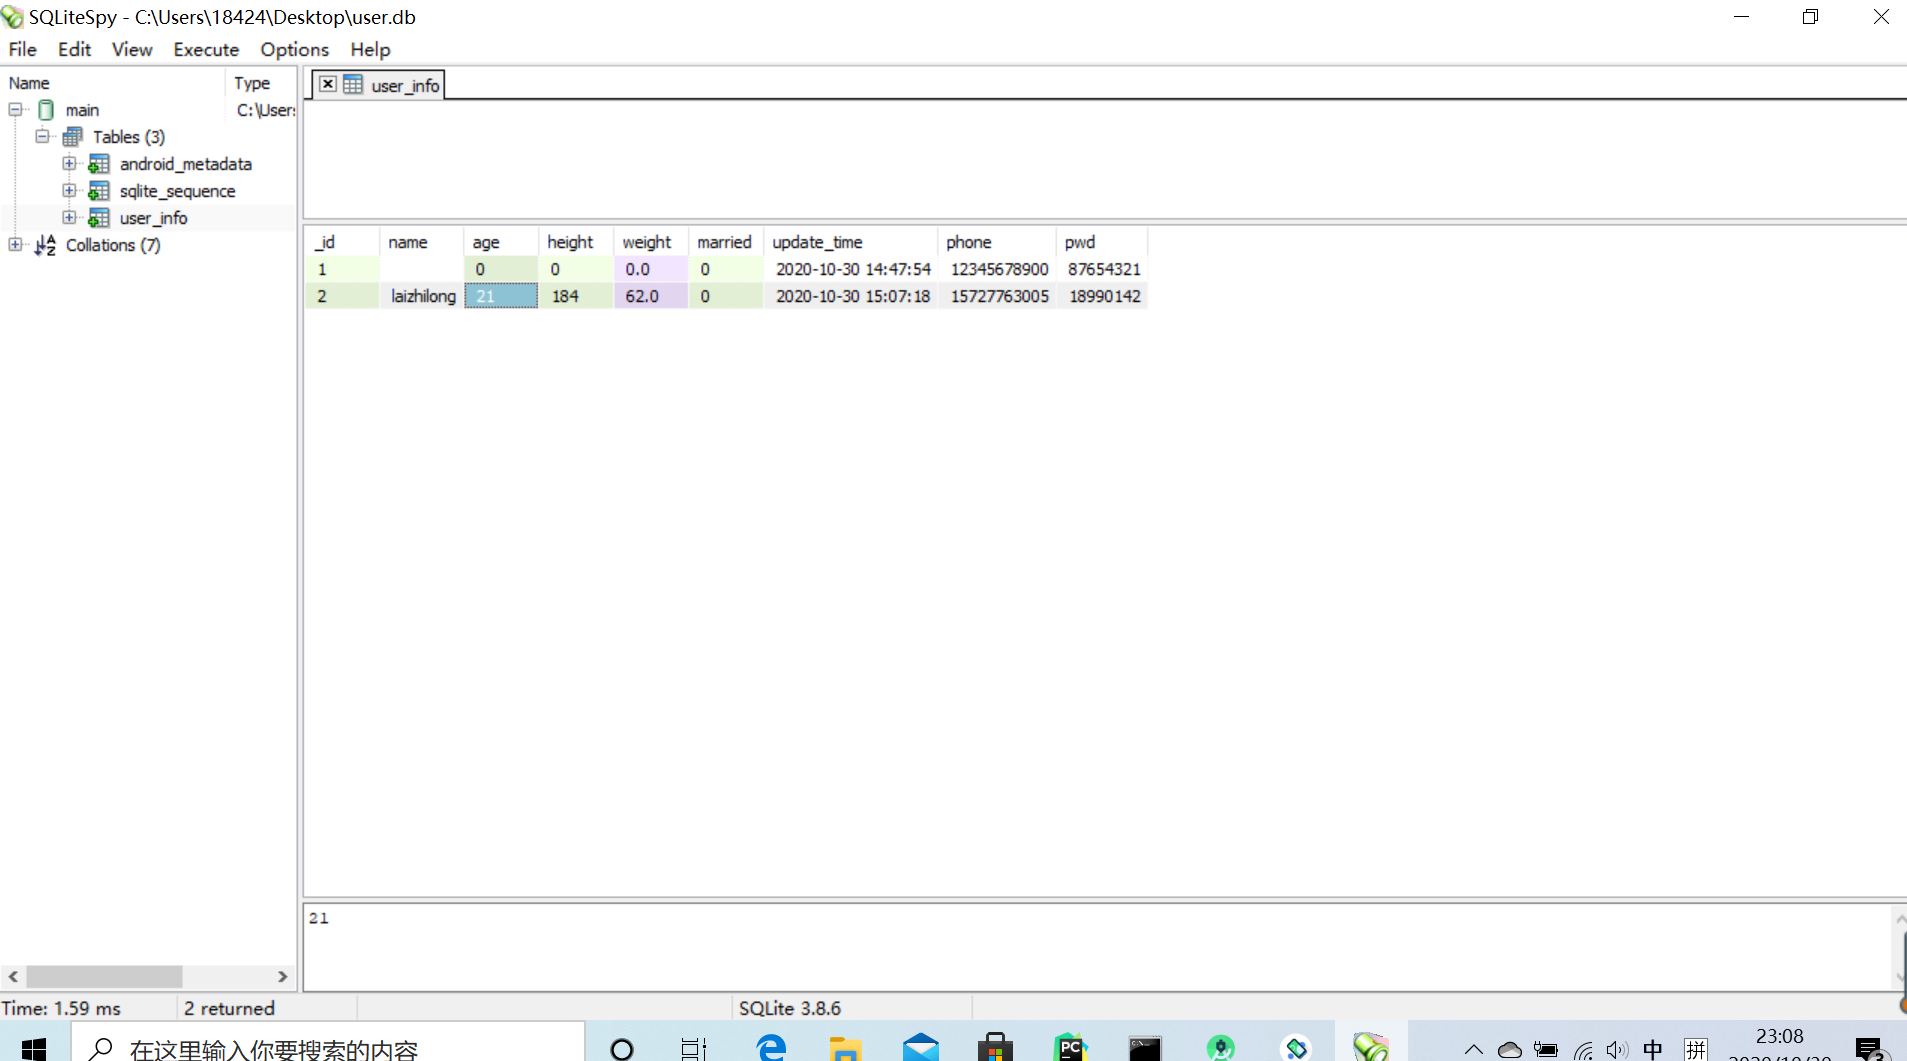 SQLiteSpy - C:\Users\18424\Desktop\user.db
File Edit View Execute Options Help
Name Type
main C:\User
Tables (3)
android_metadata
sqlite_sequence
user_info
Collations (7)
user_info
_id name age height weight married update_time phone pwd
1 0 0 0.0 0 2020-10-30 14:47:54 12345678900 87654321
2 laizhilong 21 184 62.0 0 2020-10-30 15:07:18 15727763005 18990142
21
Time: 1.59 ms 2 returned SQLite 3.8.6
在这里输入你要搜索的内容
PC
中 拼 23:08